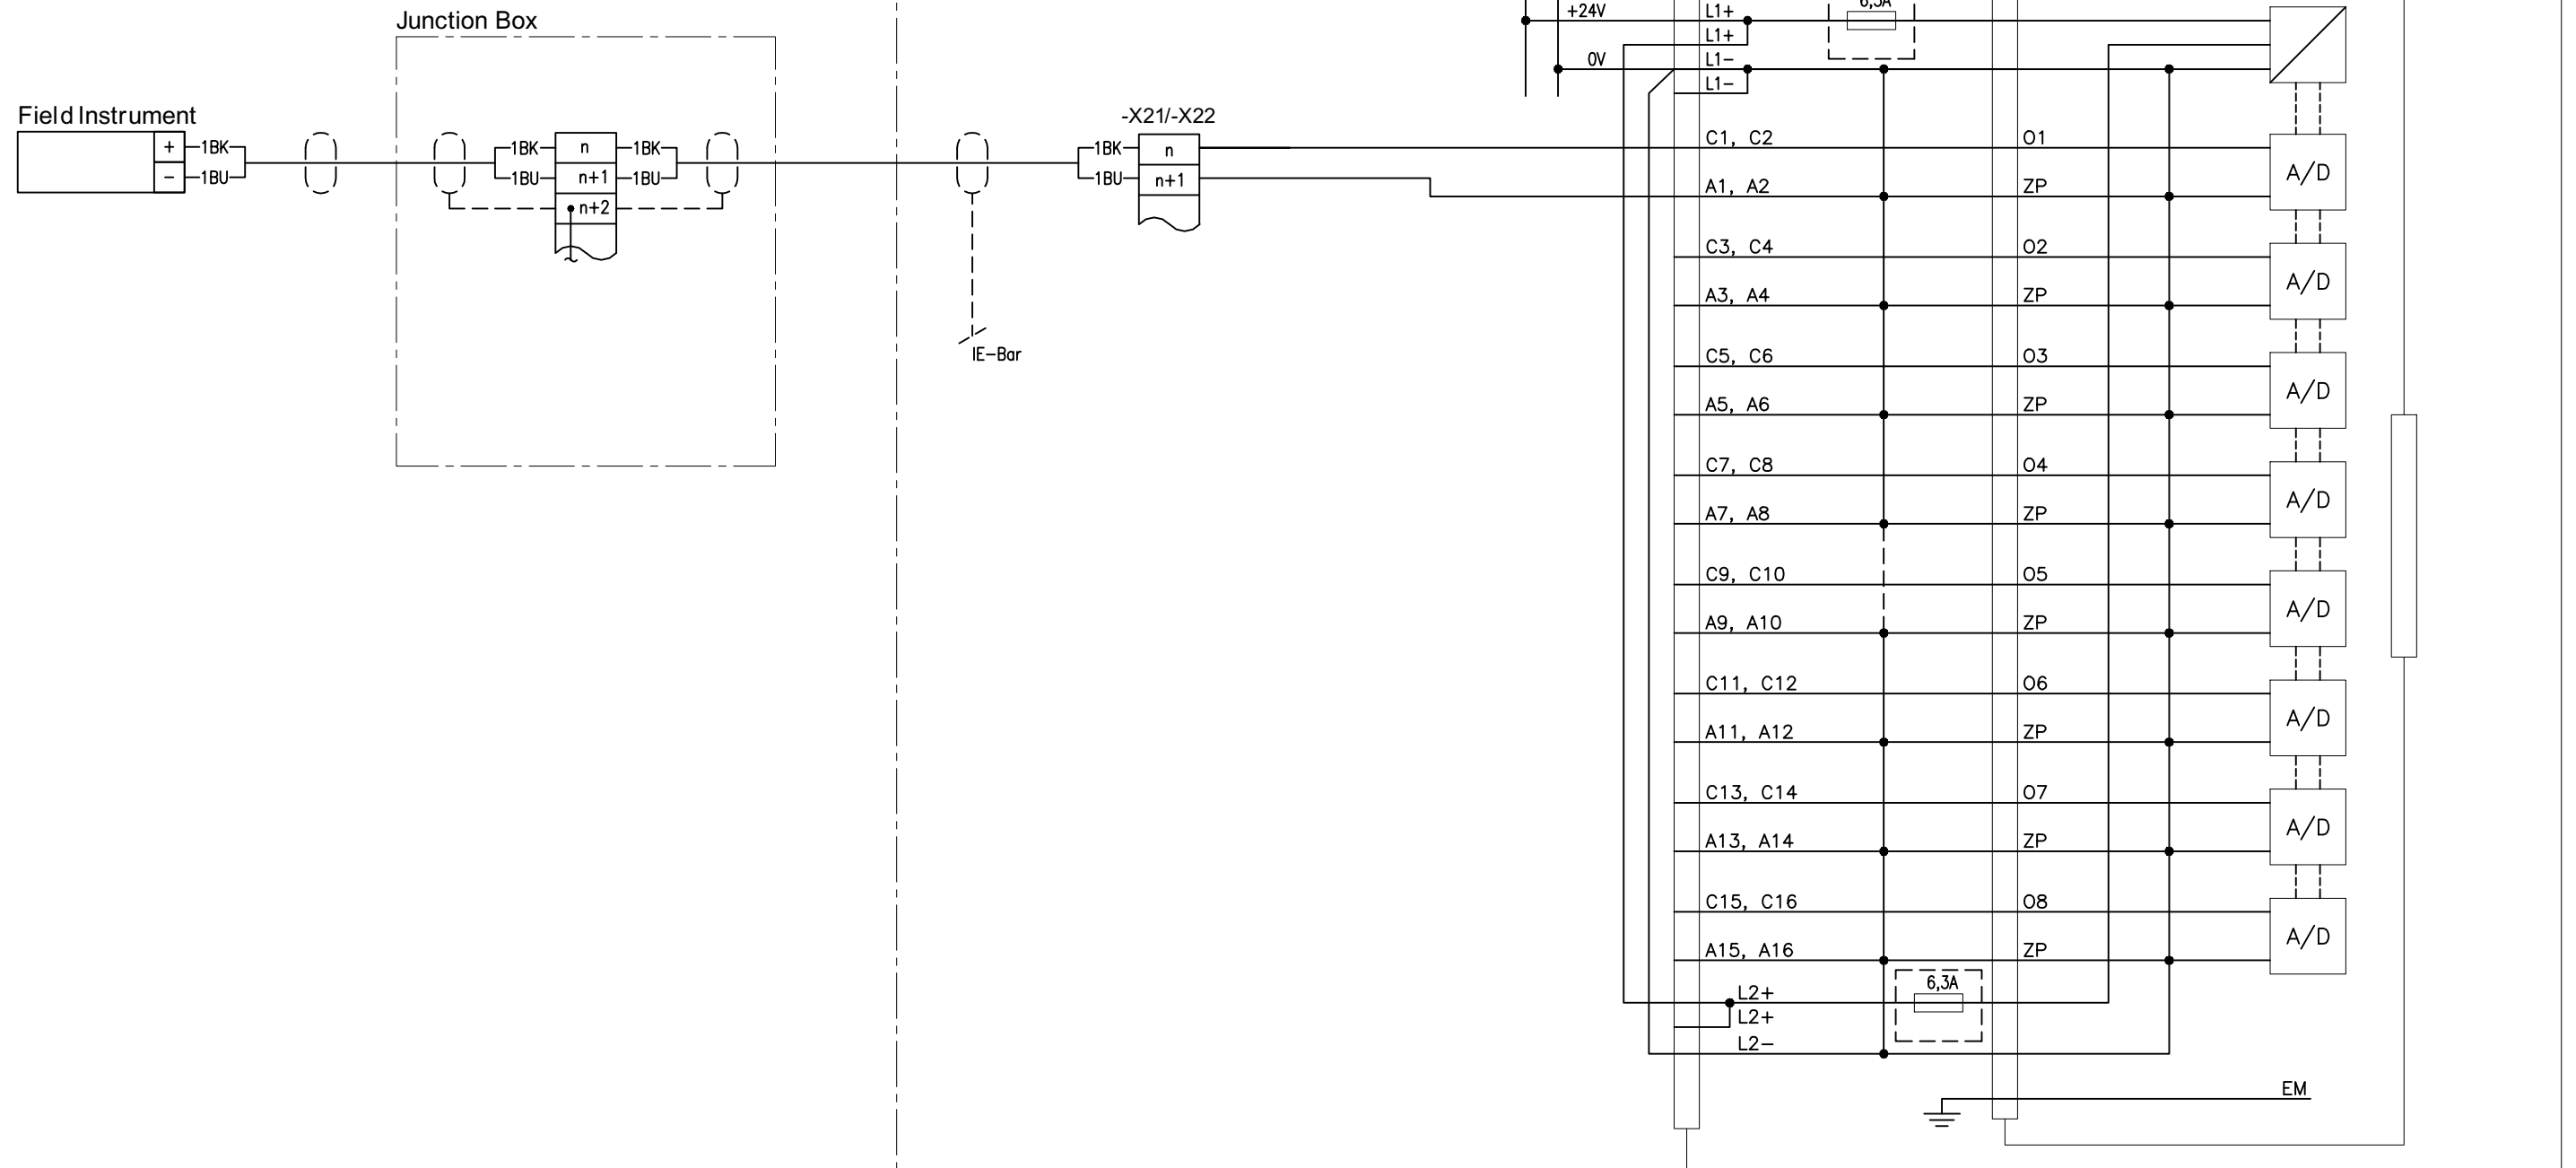 Junction Box
Field Instrument
+ 1BK 1BK n 1BK
− 1BU 1BU n+1 1BU
n+2
IE-Bar
-X21/-X22
1BK n
1BU n+1
+24V L1+ 6,3A
L1+
0V L1-
L1-
C1, C2 O1
A/D
A1, A2 ZP
C3, C4 O2
A/D
A3, A4 ZP
C5, C6 O3
A/D
A5, A6 ZP
C7, C8 O4
A/D
A7, A8 ZP
C9, C10 O5
A/D
A9, A10 ZP
C11, C12 O6
A/D
A11, A12 ZP
C13, C14 O7
A/D
A13, A14 ZP
C15, C16 O8
A/D
A15, A16 ZP
L2+ 6,3A
L2+
L2-
EM